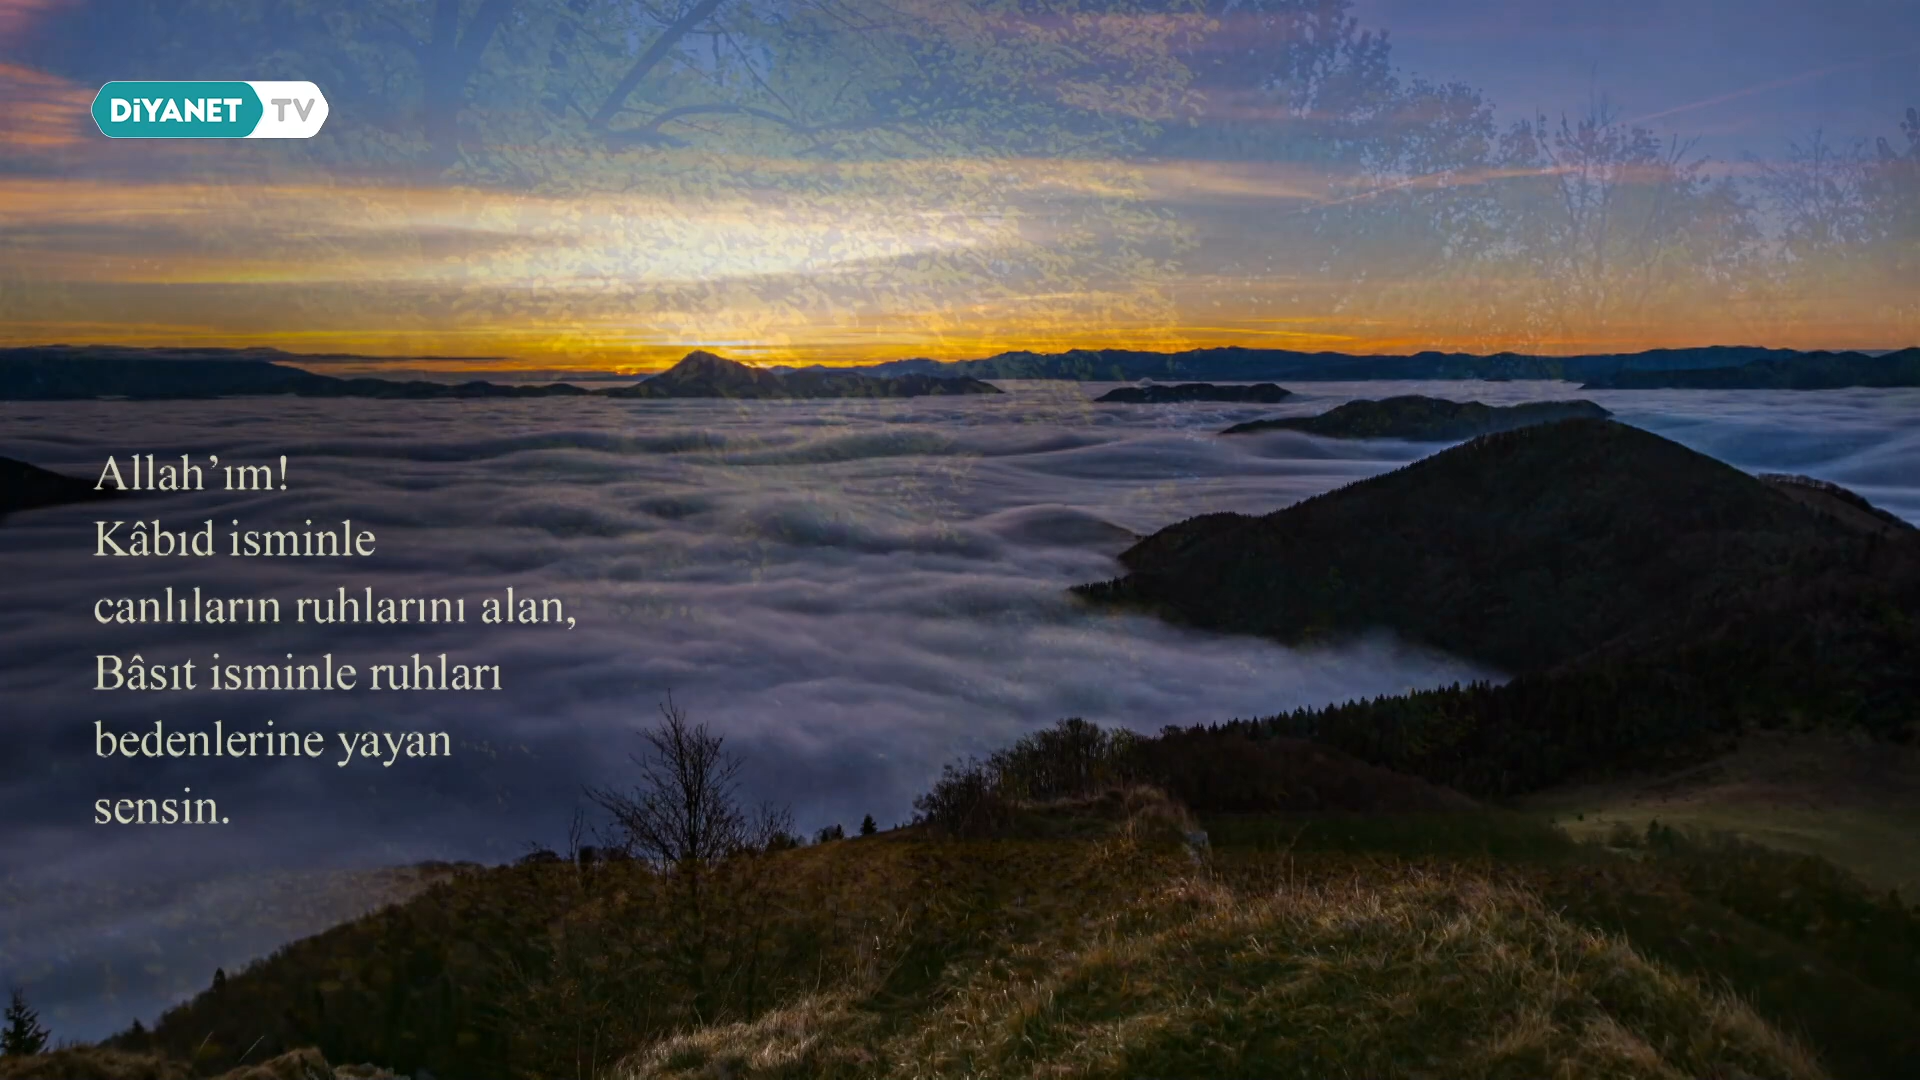 DİYANET TV
Allah’ım!
Kâbıd isminle
canlıların ruhlarını alan,
Bâsıt isminle ruhları
bedenlerine yayan
sensin.